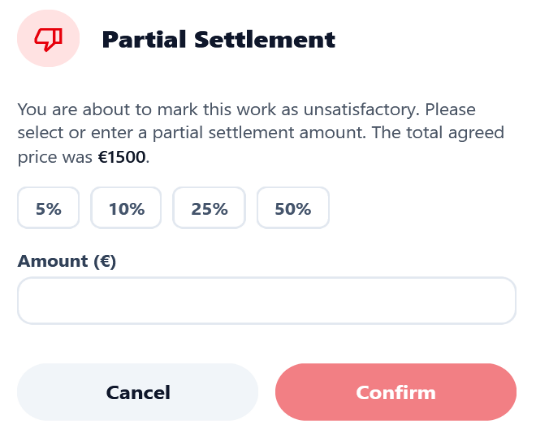 Partial Settlement
You are about to mark this work as unsatisfactory. Please
select or enter a partial settlement amount. The total agreed
price was €1500.
5% 10% 25% 50%
Amount (€)
Cancel Confirm